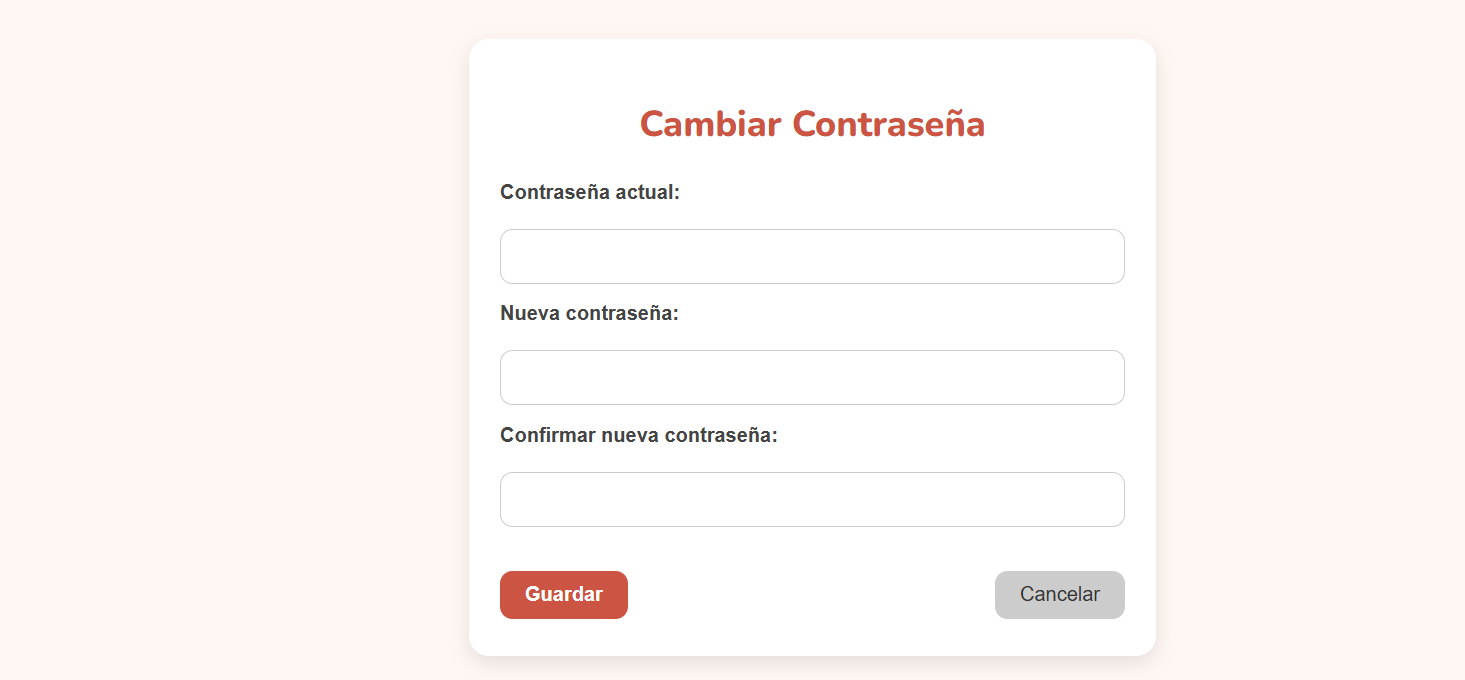 Cambiar Contraseña
Contraseña actual:
Nueva contraseña:
Confirmar nueva contraseña:
Guardar
Cancelar